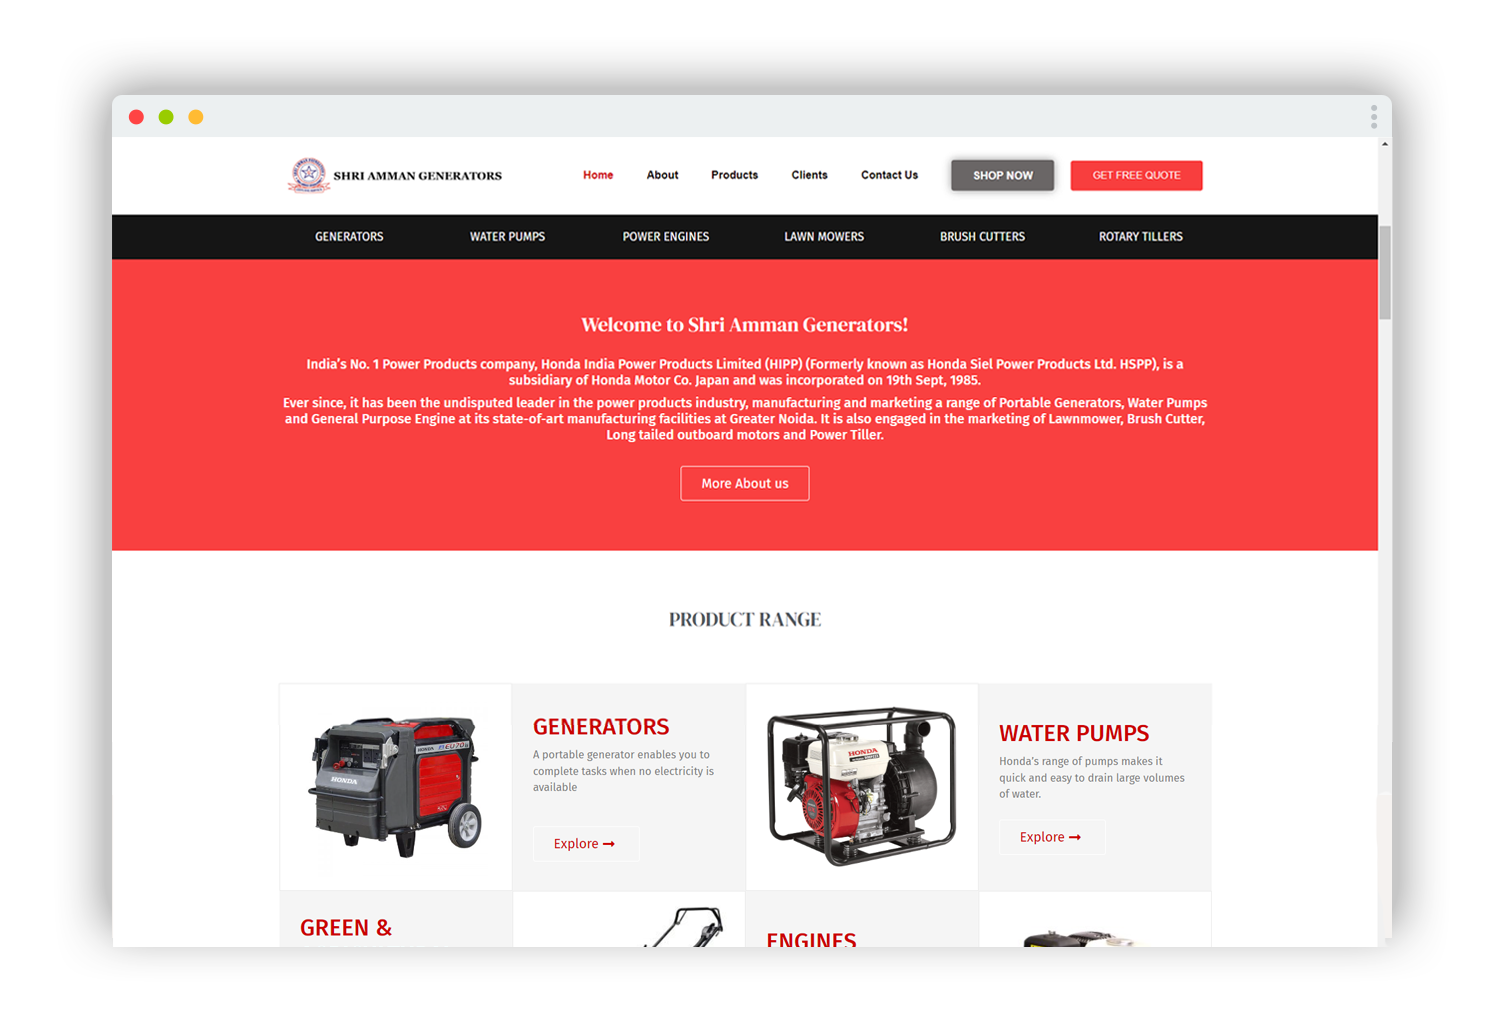 SHRI AMMAN GENERATORS
Home
About
Products
Clients
Contact Us
SHOP NOW
GET FREE QUOTE
GENERATORS
WATER PUMPS
POWER ENGINES
LAWN MOWERS
BRUSH CUTTERS
ROTARY TILLERS
Welcome to Shri Amman Generators!
India's No. 1 Power Products company, Honda India Power Products Limited (HIPP) (Formerly known as Honda Siel Power Products Ltd. HSPP), is a
subsidiary of Honda Motor Co. Japan and was incorporated on 19th Sept, 1985.
Ever since, it has been the undisputed leader in the power products industry, manufacturing and marketing a range of Portable Generators, Water Pumps
and General Purpose Engine at its state-of-art manufacturing facilities at Greater Noida. It is also engaged in the marketing of Lawnmower, Brush Cutter,
Long tailed outboard motors and Power Tiller.
More About us
PRODUCT RANGE
HONDA EU70is
HONDA
GENERATORS
A portable generator enables you to
complete tasks when no electricity is
available
Explore
HONDA
WATER PUMPS
Honda's range of pumps makes it
quick and easy to drain large volumes
of water.
Explore
GREEN &
ENGINES